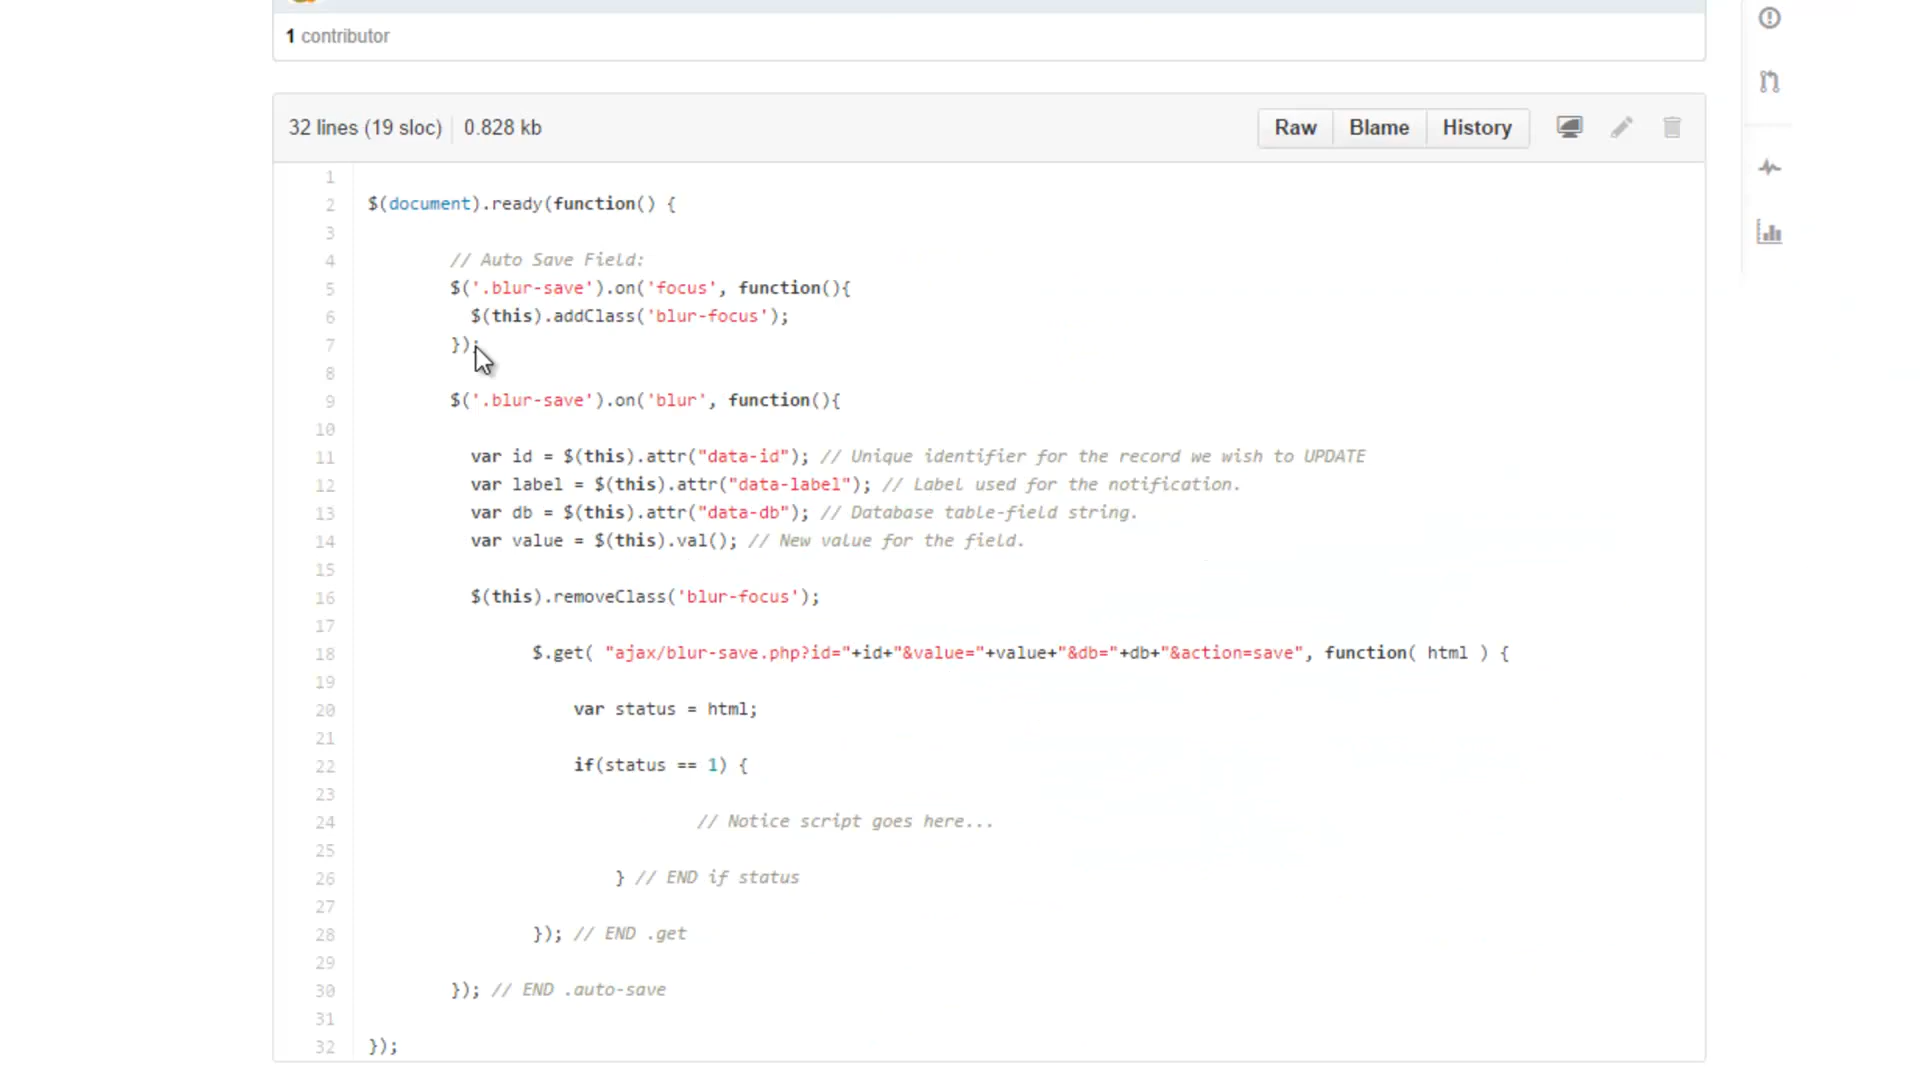 1 contributor
32 lines (19 sloc) 0.828 kb Raw Blame History
1
2 $(document).ready(function() {
3
4 // Auto Save Field:
5 $('.blur-save').on('focus', function(){
6 $(this).addClass('blur-focus');
7 });
8
9 $('.blur-save').on('blur', function(){
10
11 var id = $(this).attr("data-id"); // Unique identifier for the record we wish to UPDATE
12 var label = $(this).attr("data-label"); // Label used for the notification.
13 var db = $(this).attr("data-db"); // Database table-field string.
14 var value = $(this).val(); // New value for the field.
15
16 $(this).removeClass('blur-focus');
17
18 $.get( "ajax/blur-save.php?id="+id+"&value="+value+"&db="+db+"&action=save", function( html ) {
19
20 var status = html;
21
22 if(status == 1) {
23
24 // Notice script goes here...
25
26 } // END if status
27
28 }); // END .get
29
30 }); // END .auto-save
31
32 });